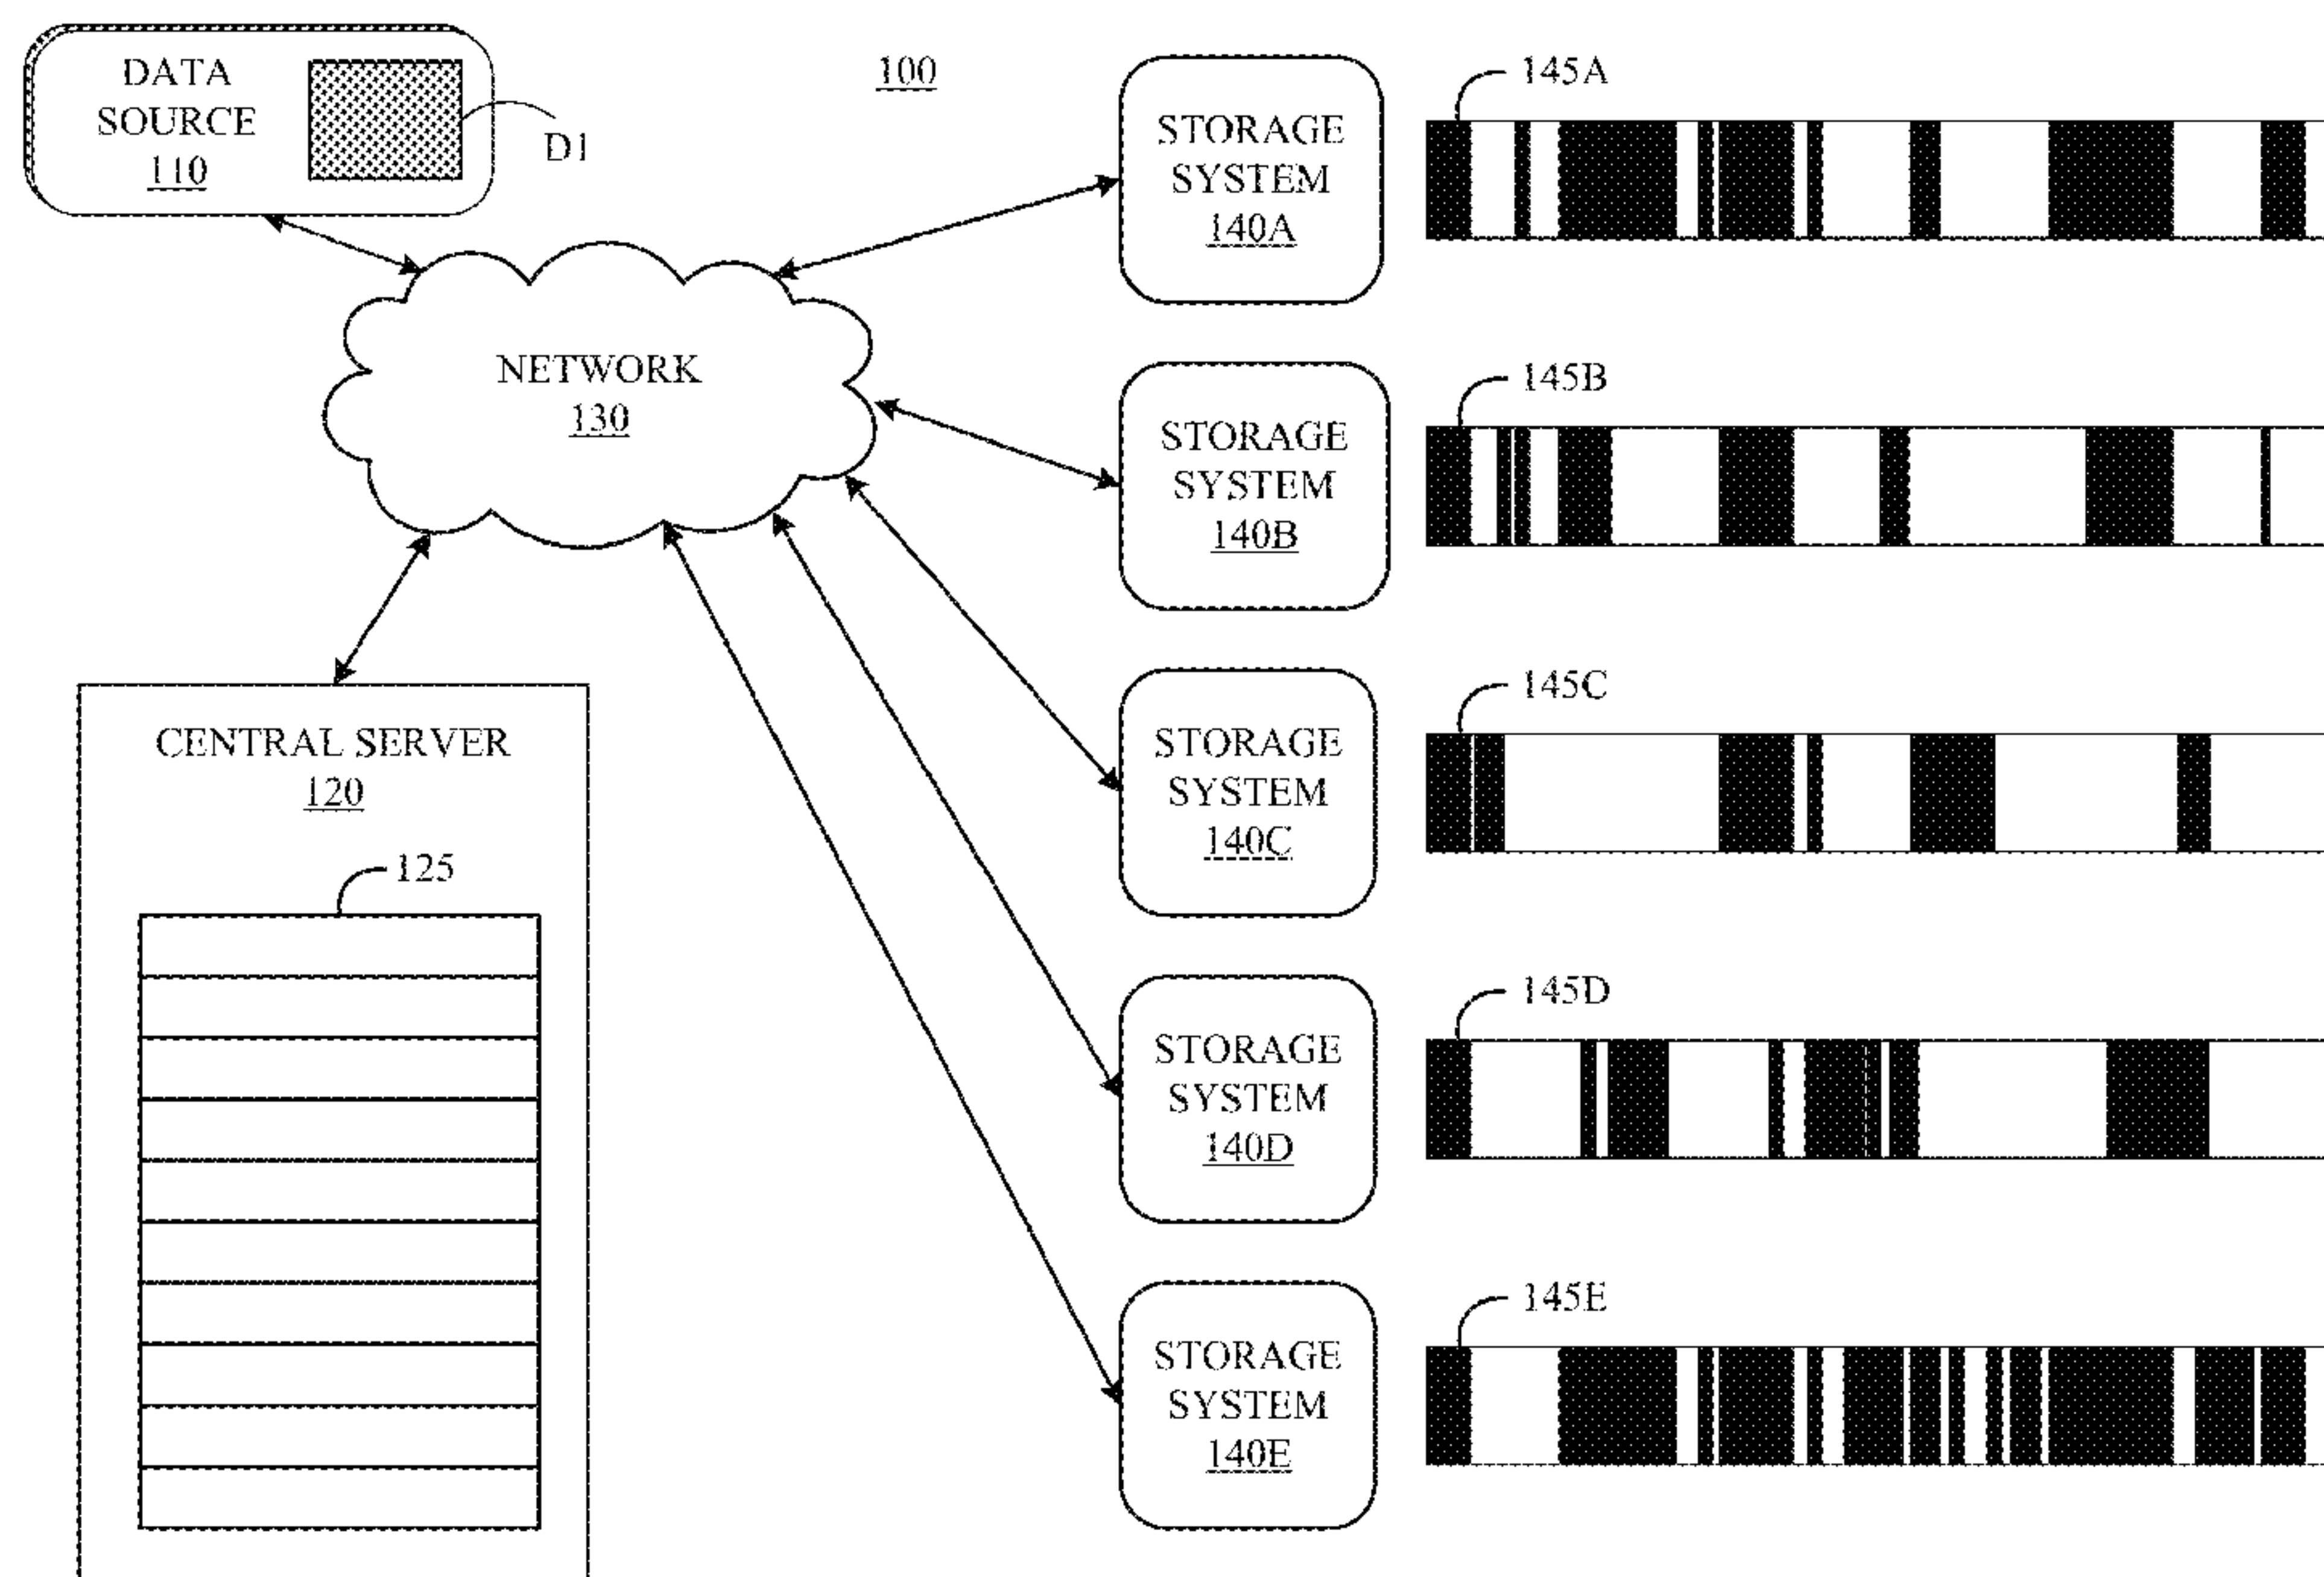 DATA
SOURCE
110
D1
100
STORAGE
SYSTEM
140A
145A
NETWORK
130
STORAGE
SYSTEM
140B
145B
CENTRAL SERVER
120
125
STORAGE
SYSTEM
140C
145C
STORAGE
SYSTEM
140D
145D
STORAGE
SYSTEM
140E
145E